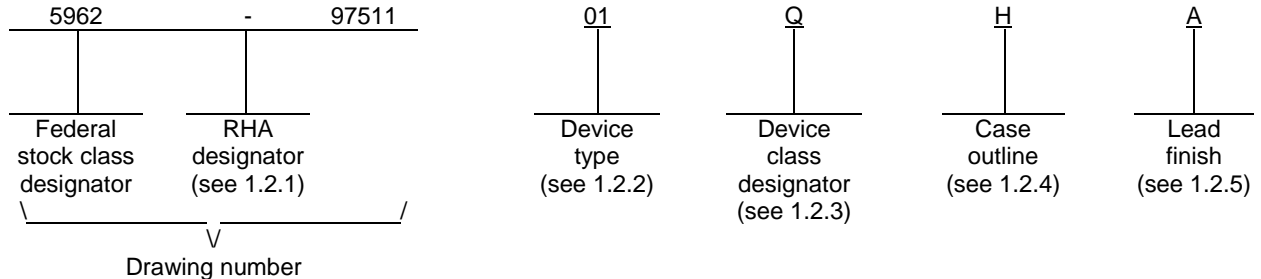 5962 - 97511 01 Q H A
Federal stock class designator
RHA designator (see 1.2.1)
Device type (see 1.2.2)
Device class designator (see 1.2.3)
Case outline (see 1.2.4)
Lead finish (see 1.2.5)
Drawing number